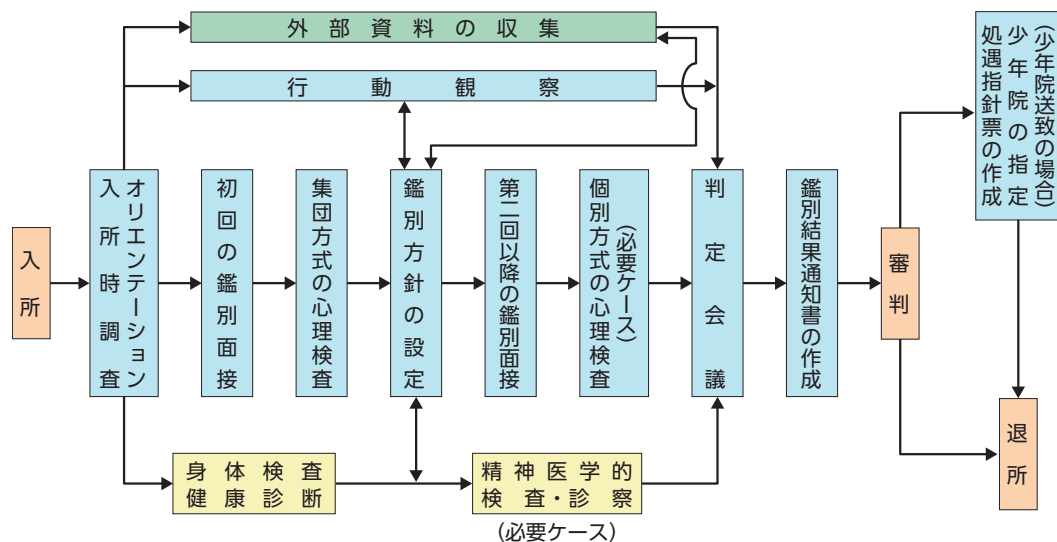 外部資料の収集
行動観察
入所
オリエンテーション
入所時調査
初回の鑑別面接
集団方式の心理検査
鑑別方針の設定
第二回以降の鑑別面接
(必要ケース)
個別方式の心理検査
判定会議
鑑別結果通知書の作成
審判
(少年院送致の場合)
少年院の指定
処遇指針票の作成
退所
身体検査
健康診断
精神医学的
検査・診察
(必要ケース)